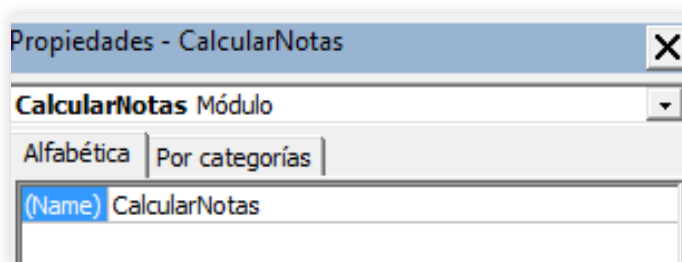 Propiedades - CalcularNotas
CalcularNotas Módulo
Alfabética Por categorías
(Name) CalcularNotas